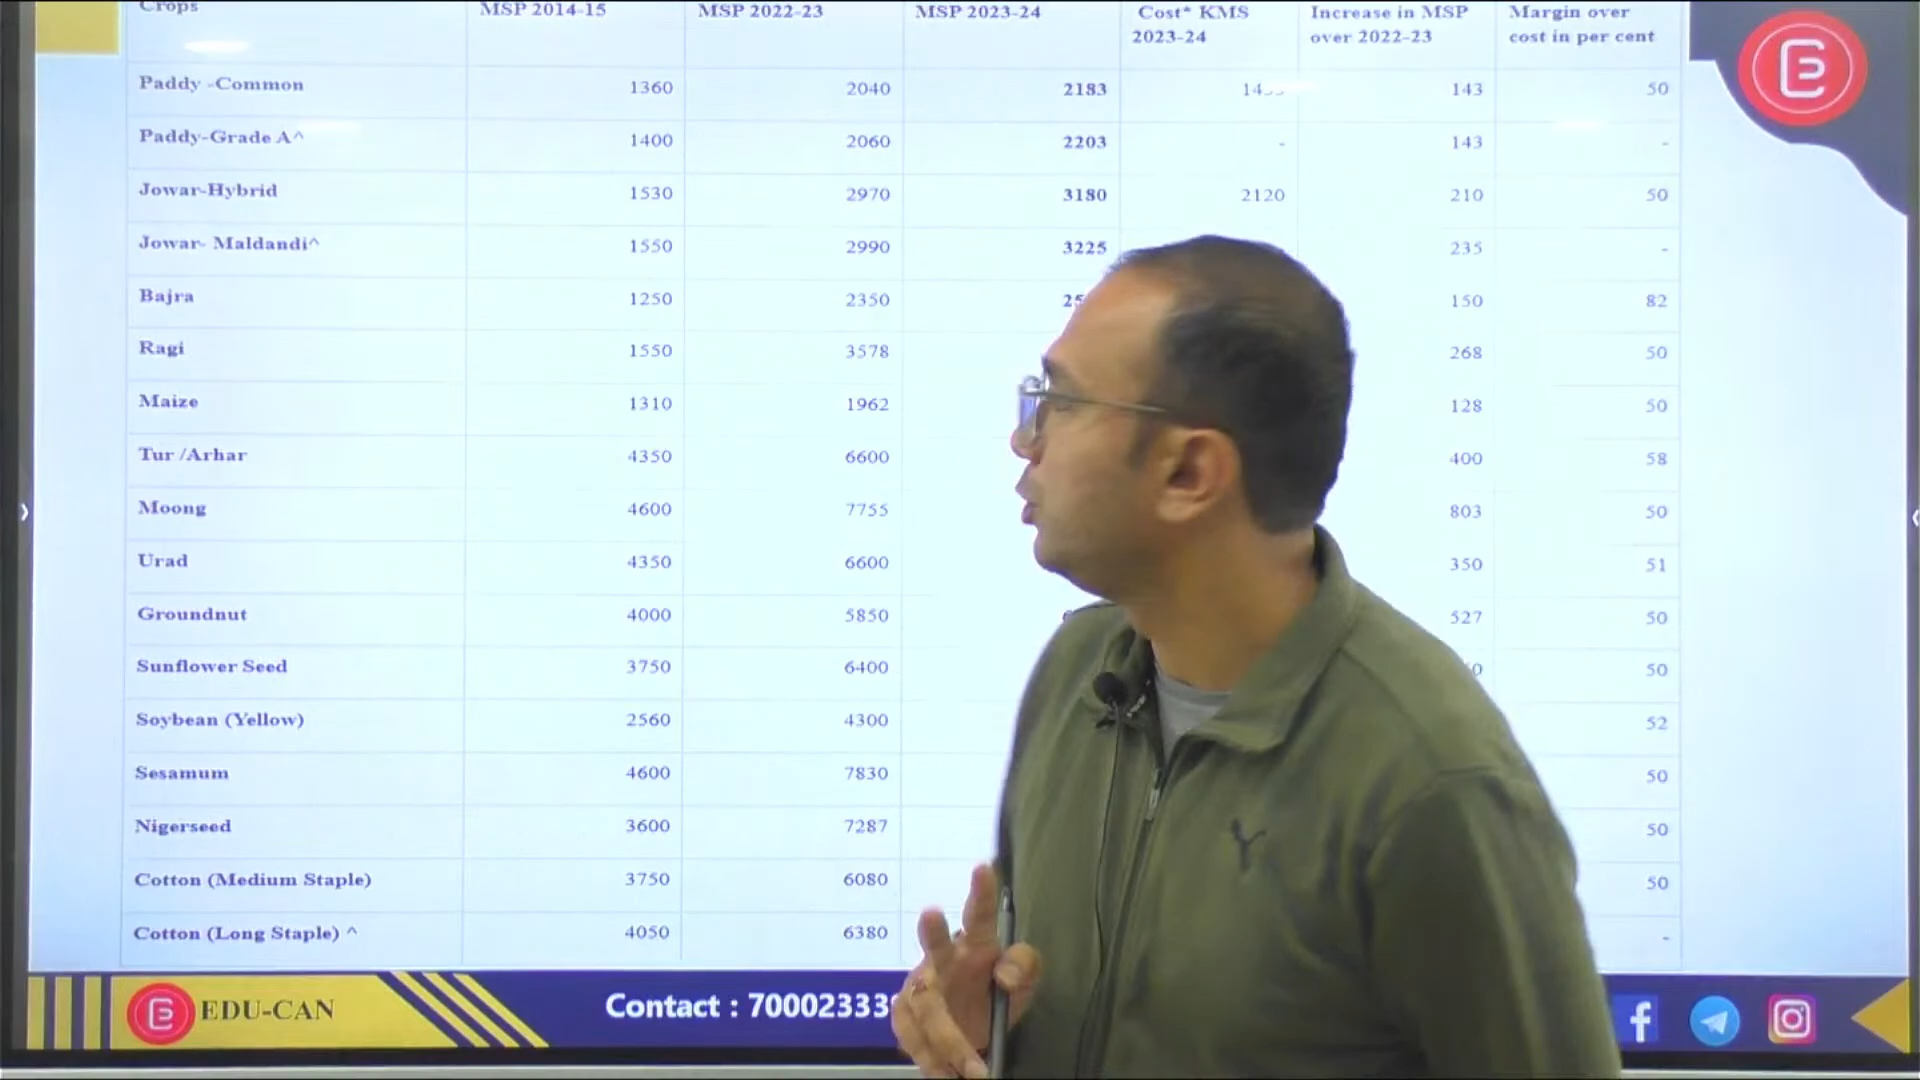 Crops MSP 2014-15 MSP 2022-23 MSP 2023-24 Cost* KMS 2023-24 Increase in MSP over 2022-23 Margin over cost in per cent
Paddy -Common 1360 2040 2183 143 50
Paddy-Grade A^ 1400 2060 2203 - 143 -
Jowar-Hybrid 1530 2970 3180 2120 210 50
Jowar- Maldandi^ 1550 2990 3225 235 -
Bajra 1250 2350 150 82
Ragi 1550 3578 268 50
Maize 1310 1962 128 50
Tur /Arhar 4350 6600 400 58
Moong 4600 7755 803 50
Urad 4350 6600 350 51
Groundnut 4000 5850 527 50
Sunflower Seed 3750 6400 50
Soybean (Yellow) 2560 4300 52
Sesamum 4600 7830 50
Nigerseed 3600 7287 50
Cotton (Medium Staple) 3750 6080 50
Cotton (Long Staple) ^ 4050 6380 -
EDU-CAN
Contact : 70002333